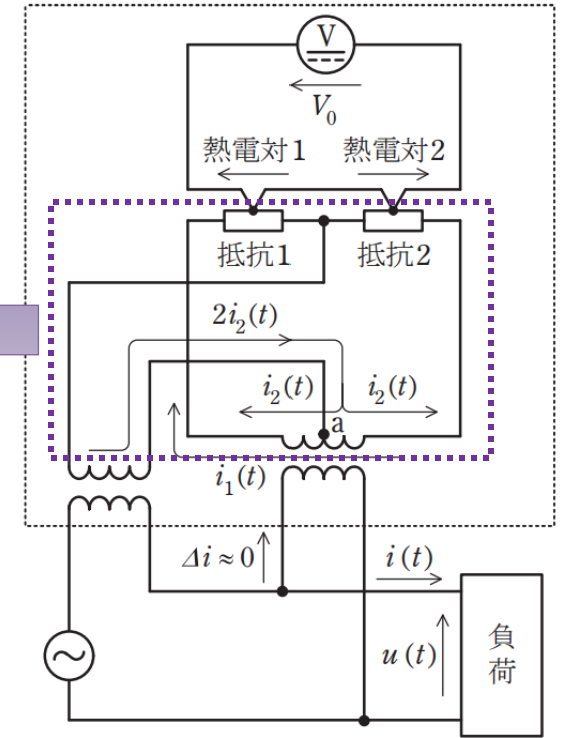 V
V₀
熱電対1 熱電対2
抵抗1 抵抗2
2i₂(t)
i₂(t) i₂(t)
a
i₁(t)
Δi≈0 i(t)
u(t)
負荷